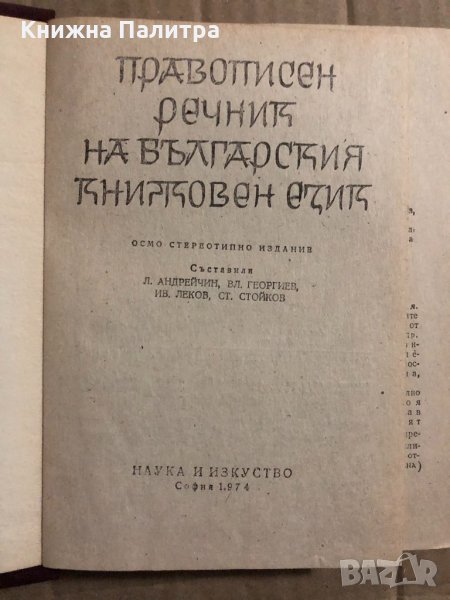 Книжна Палитра
ПРАВОПИСЕН
РЕЧНИК
НА БЪЛГАРСКИЯ
КНИЖОВЕН ЕЗИК
ОСМО СТЕРЕОТИПНО ИЗДАНИЕ
Съставили
Л. АНДРЕЙЧИН, ВЛ. ГЕОРГИЕВ,
ИВ. ЛЕКОВ, СТ. СТОЙКОВ
НАУКА И ИЗКУСТВО
София 1974
BAZAR